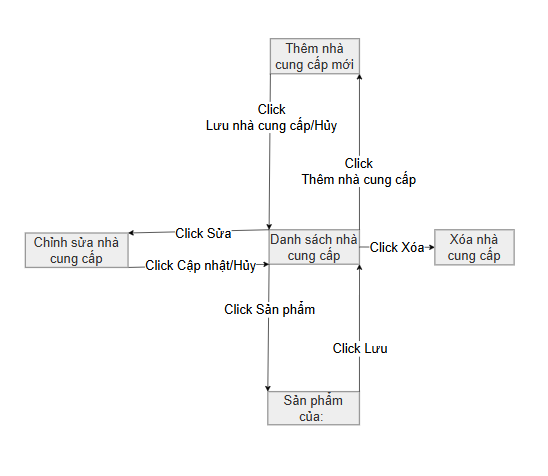 Thêm nhà
cung cấp mới
Click
Lưu nhà cung cấp/Hủy
Click
Thêm nhà cung cấp
Click Sửa
Chỉnh sửa nhà
cung cấp
Danh sách nhà
cung cấp
Click Xóa
Xóa nhà
cung cấp
Click Cập nhật/Hủy
Click Sản phẩm
Click Lưu
Sản phẩm
của: